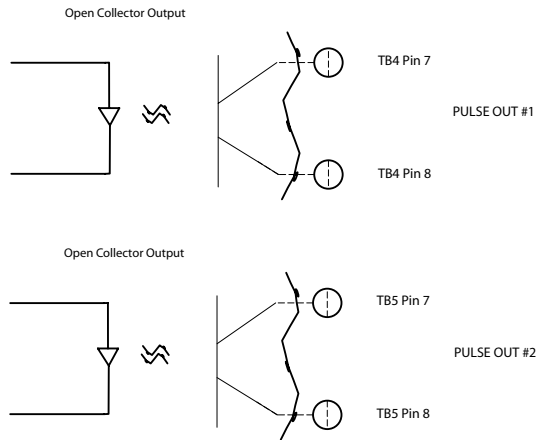 Open Collector Output
TB4 Pin 7
PULSE OUT #1
TB4 Pin 8
Open Collector Output
TB5 Pin 7
PULSE OUT #2
TB5 Pin 8